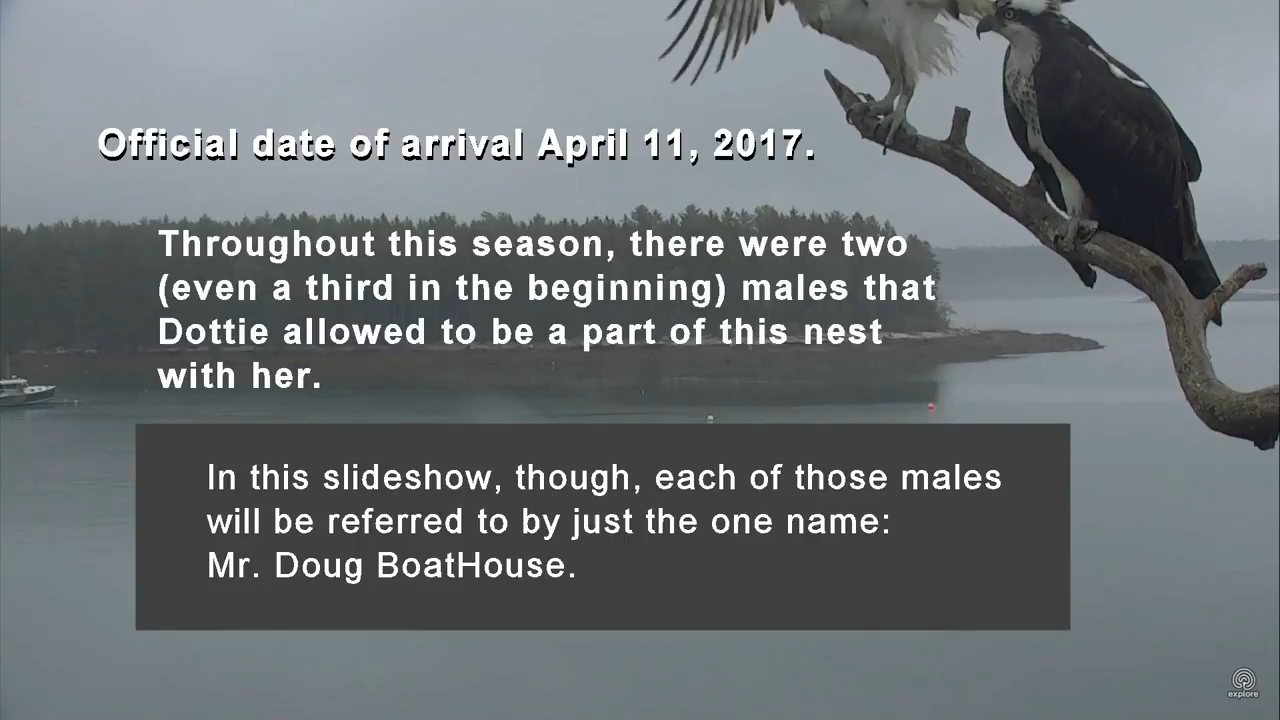 Official date of arrival April 11, 2017.
Throughout this season, there were two
(even a third in the beginning) males that
Dottie allowed to be a part of this nest
with her.
In this slideshow, though, each of those males
will be referred to by just the one name:
Mr. Doug BoatHouse.
explore